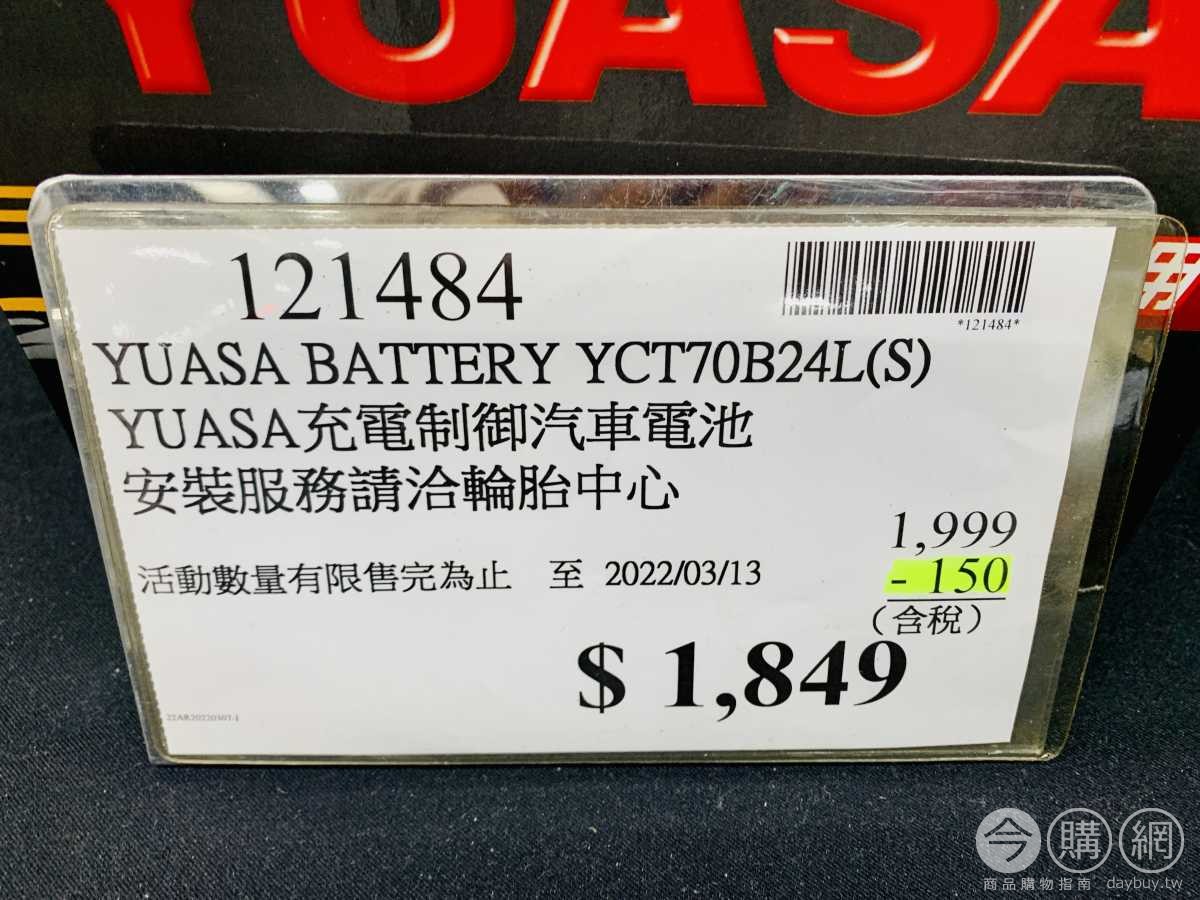 YUASA
用
121484
*121484*
YUASA BATTERY YCT70B24L(S)
YUASA充電制御汽車電池
安裝服務請洽輪胎中心
1,999
活動數量有限售完為止 至 2022/03/13
- 150
(含稅)
$ 1,849
今購網
商品購物指南 daybuy.tw